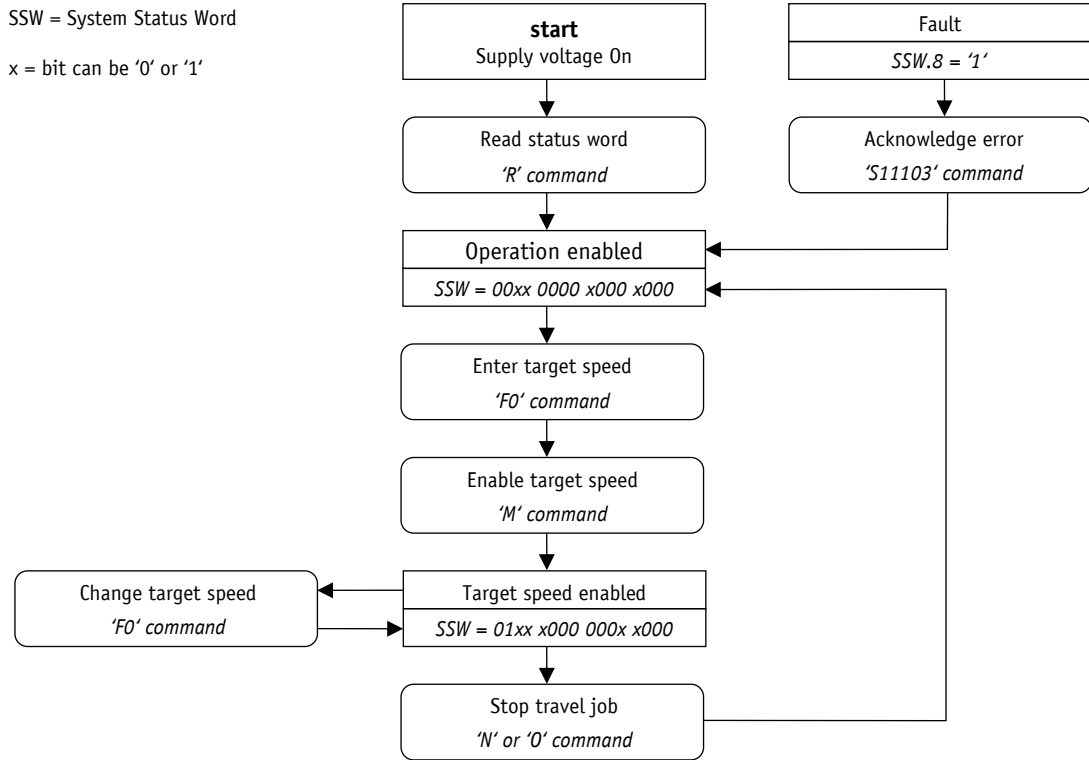 SSW = System Status Word
x = bit can be ‘0‘ or ‘1‘
start
Supply voltage On
Fault
SSW.8 = ‘1‘
Read status word
‘R’ command
Acknowledge error
‘S11103‘ command
Operation enabled
SSW = 00xx 0000 x000 x000
Enter target speed
‘F0‘ command
Enable target speed
‘M‘ command
Change target speed
‘F0‘ command
Target speed enabled
SSW = 01xx x000 000x x000
Stop travel job
‘N‘ or ‘O‘ command